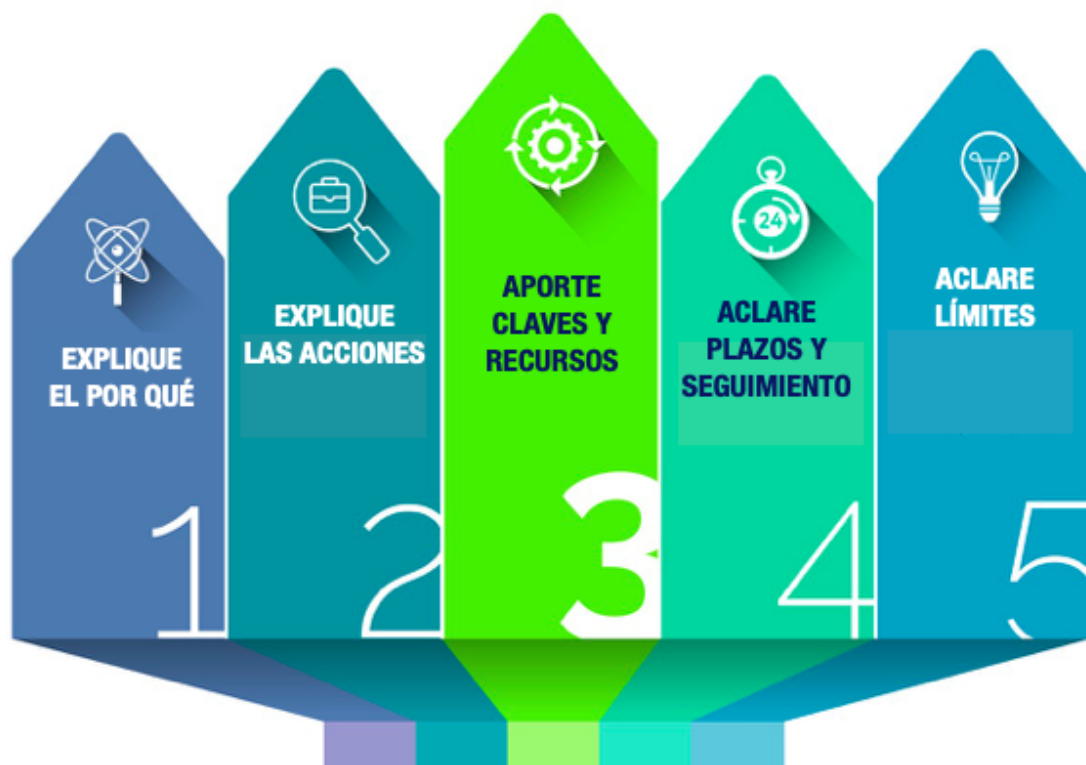 EXPLIQUE
EL POR QUÉ
1
EXPLIQUE
LAS ACCIONES
2
APORTE
CLAVES Y
RECURSOS
3
24
ACLARE
PLAZOS Y
SEGUIMIENTO
4
ACLARE
LÍMITES
5